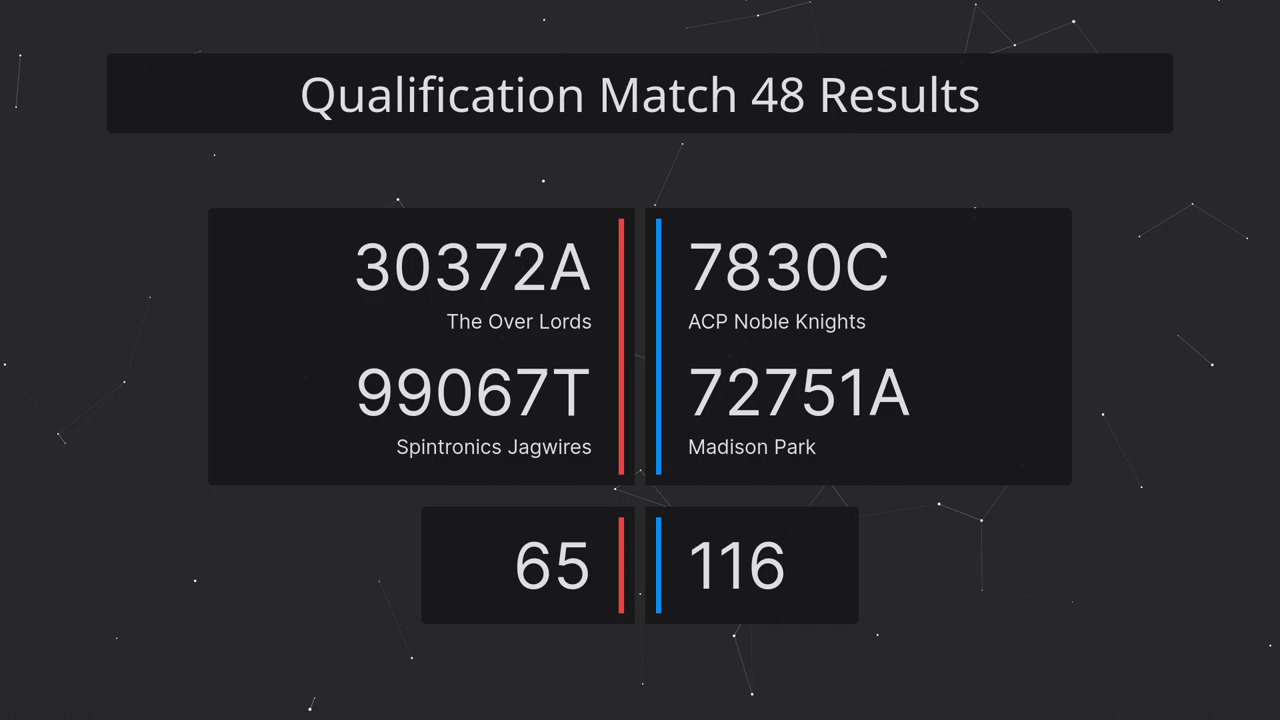 Qualification Match 48 Results
30372A
The Over Lords
99067T
Spintronics Jagwires
7830C
ACP Noble Knights
72751A
Madison Park
65
116